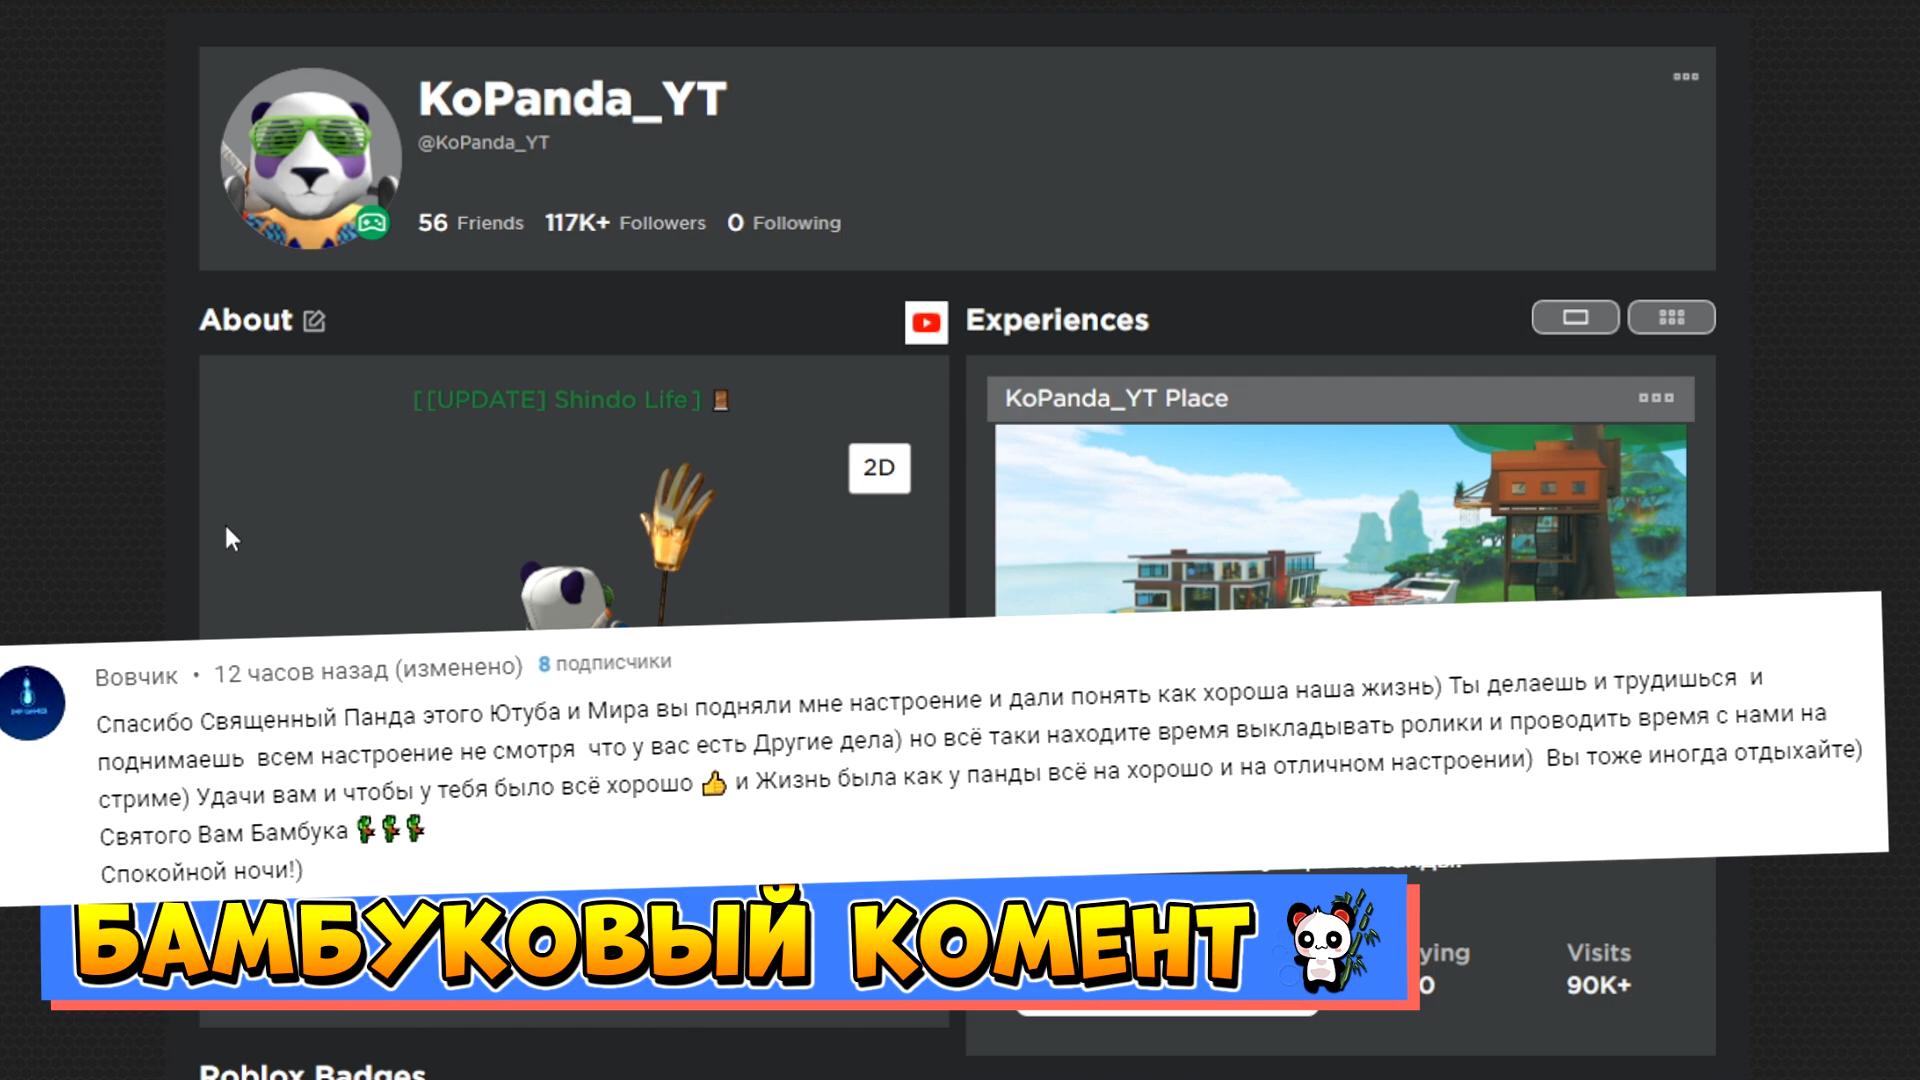 KoPanda_YT
@KoPanda_YT
56 Friends 117K+ Followers 0 Following
About
Experiences
[ [UPDATE] Shindo Life ]
2D
KoPanda_YT Place
Вовчик • 12 часов назад (изменено) 8 подписчики
Спасибо Священный Панда этого Ютуба и Мира вы подняли мне настроение и дали понять как хороша наша жизнь) Ты делаешь и трудишься и
поднимаешь всем настроение не смотря что у вас есть Другие дела) но всё таки находите время выкладывать ролики и проводить время с нами на
стриме) Удачи вам и чтобы у тебя было всё хорошо 👍 и Жизнь была как у панды всё на хорошо и на отличном настроении) Вы тоже иногда отдыхайте)
Святого Вам Бамбука
Спокойной ночи!)
БАМБУКОВЫЙ КОМЕНТ
Visits
0
90K+
Roblox Badges